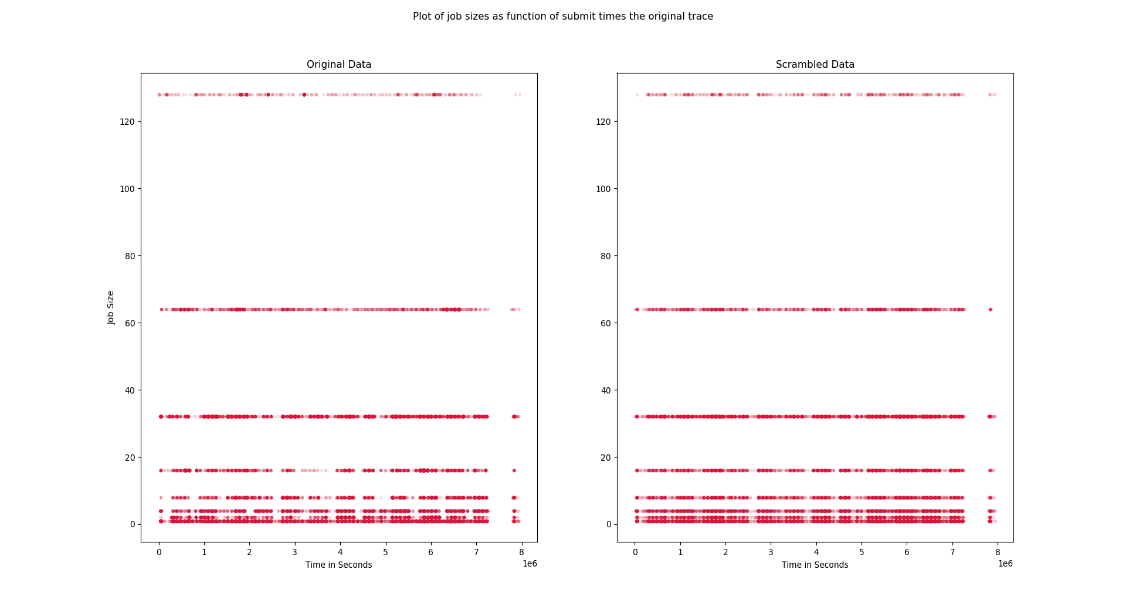 Plot of job sizes as function of submit times the original trace
Original Data
Job Size
120
100
80
60
40
20
0
0 1 2 3 4 5 6 7 8
1e6
Time in Seconds
Scrambled Data
120
100
80
60
40
20
0
0 1 2 3 4 5 6 7 8
1e6
Time in Seconds